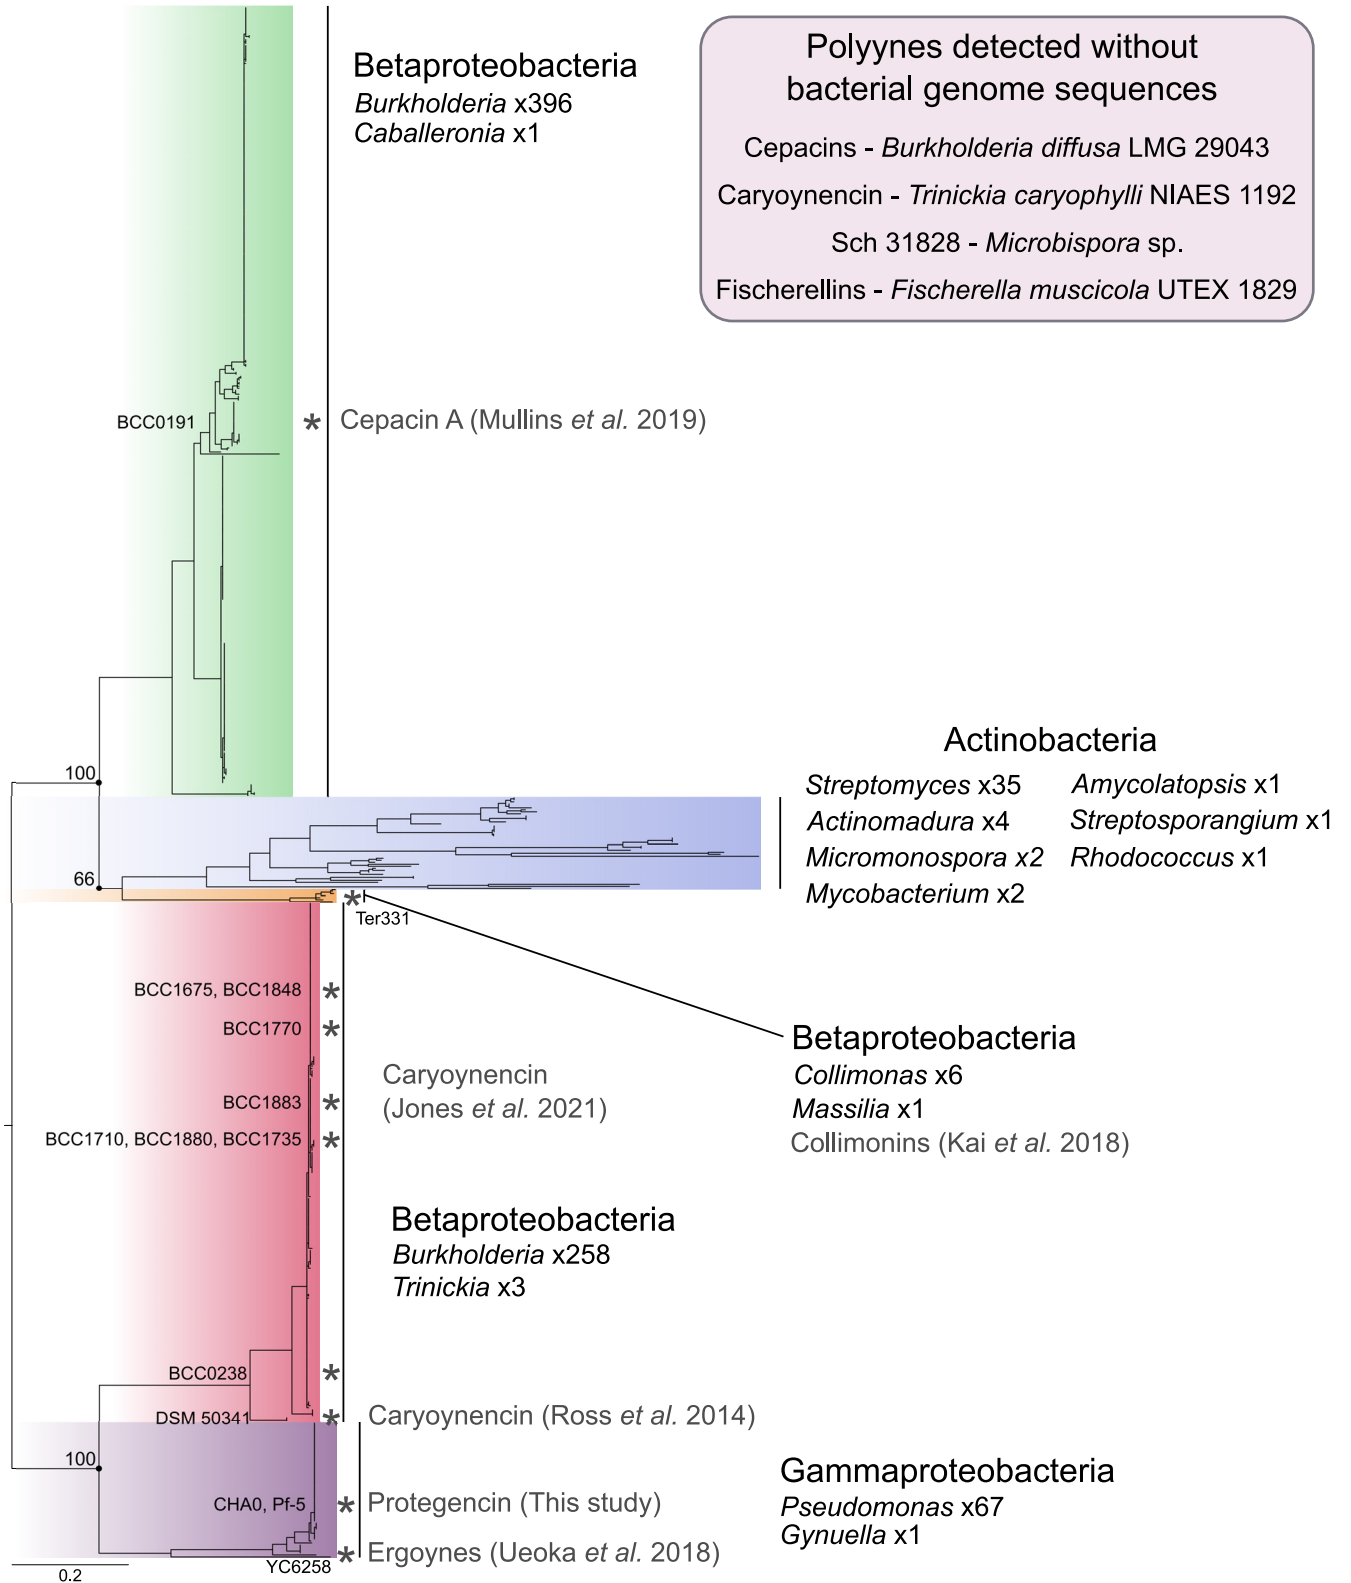 Betaproteobacteria
Burkholderia x396
Caballeronia x1
Polyynes detected without
bacterial genome sequences
Cepacins - Burkholderia diffusa LMG 29043
Caryoynencin - Trinickia caryophylli NIAES 1192
Sch 31828 - Microbispora sp.
Fischerellins - Fischerella muscicola UTEX 1829
BCC0191
* Cepacin A (Mullins et al. 2019)
Actinobacteria
Streptomyces x35
Amycolatopsis x1
Actinomadura x4
Streptosporangium x1
Micromonospora x2
Rhodococcus x1
Mycobacterium x2
100
66
*
Ter331
BCC1675, BCC1848 *
BCC1770 *
BCC1883 *
BCC1710, BCC1880, BCC1735 *
Caryoynencin
(Jones et al. 2021)
Betaproteobacteria
Collimonas x6
Massilia x1
Collimonins (Kai et al. 2018)
Betaproteobacteria
Burkholderia x258
Trinickia x3
BCC0238 *
DSM 50341 * Caryoynencin (Ross et al. 2014)
100
CHA0, Pf-5 * Protegencin (This study)
YC6258 * Ergoynes (Ueoka et al. 2018)
Gammaproteobacteria
Pseudomonas x67
Gynuella x1
0.2